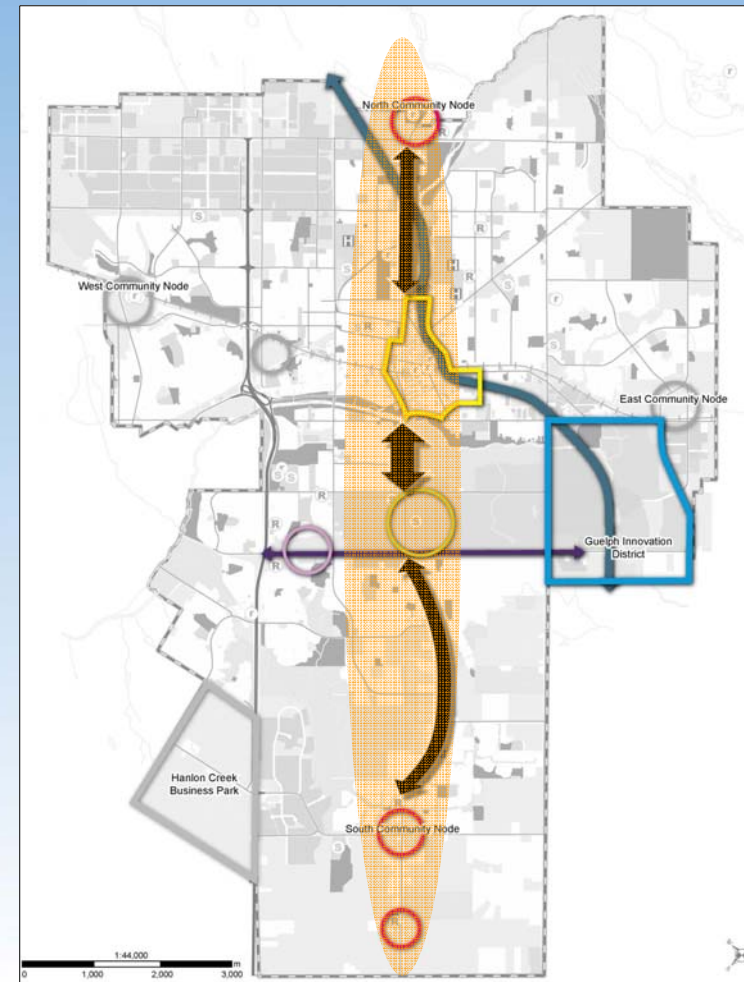 North Community Node
R
S
R
H
H
S
R
S
H
r
West Community Node
r
r
R
East Community Node
S
S
R
S
R
Guelph Innovation
District
R
r
Hanlon Creek
Business Park
South Community Node
S
R
1:44,000
m
0 1,000 2,000 3,000